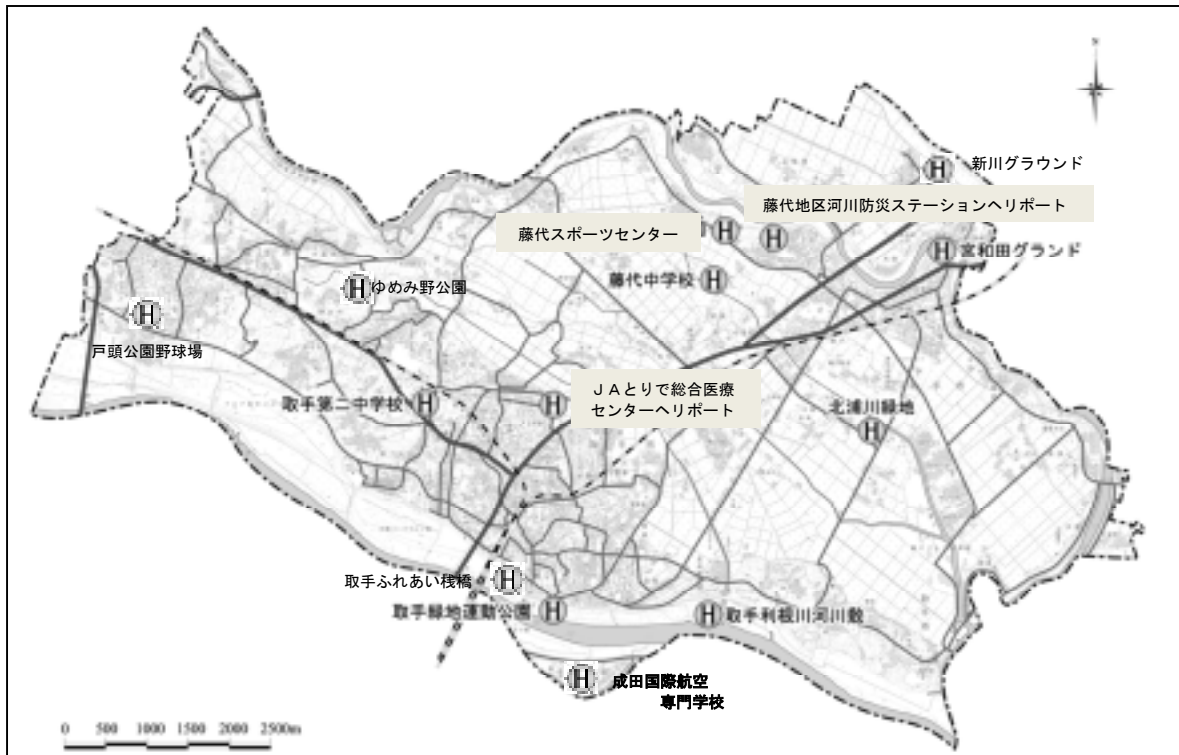 N
新川グラウンド
H
藤代地区河川防災ステーションヘリポート
藤代スポーツセンター
H
H
H
宮和田グランド
藤代中学校
H
H
ゆめみ野公園
H
戸頭公園野球場
JAとりで総合医療
センターヘリポート
取手第二中学校
H
H
北浦川緑地
H
取手ふれあい桟橋
H
取手緑地運動公園
H
H
取手利根川河川敷
H
成田国際航空
専門学校
0 500 1000 1500 2000 2500m